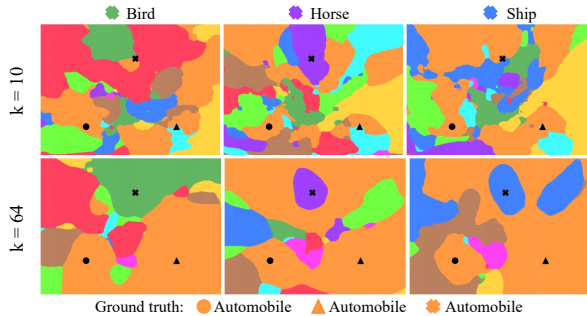 Bird Horse Ship
k = 10
k = 64
Ground truth: Automobile Automobile Automobile